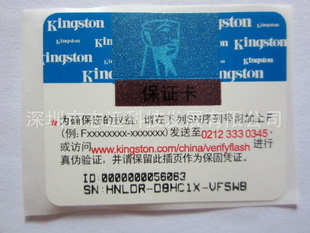 Kingston Kingston
Kingston Kingston
Kingston
保证卡
为确保您的权益，请在下列SN序列号前加上F
(例: Fxxxxxxxx-xxxxxxx)发送至0212 333 0345,
或访问www.kingston.com/china/verifyflash进行
真伪验证，并请保留此插页作为保固凭证。
ID:0000000056063
SN:HNLDR-D8HC1X-VFSWB